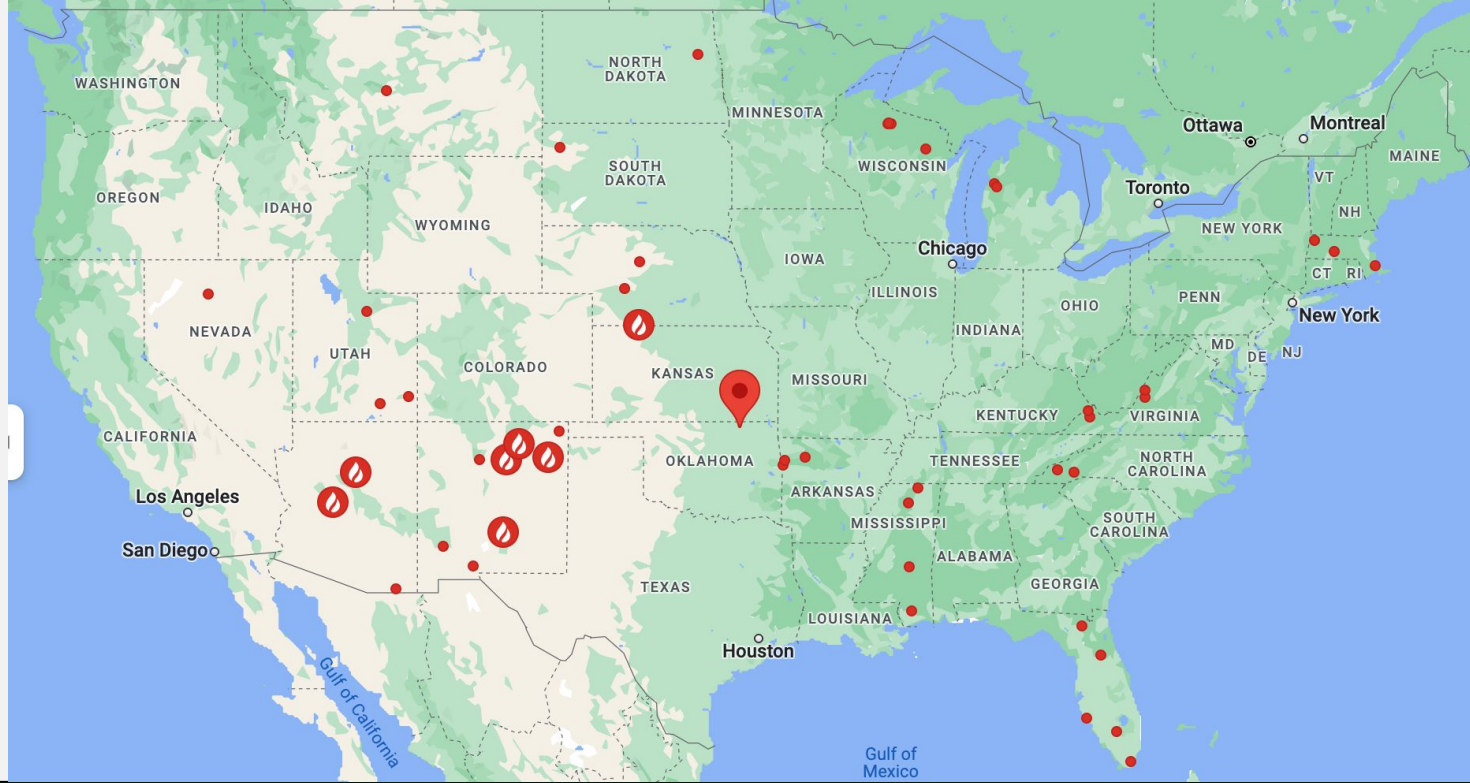 NORTH
DAKOTA
WASHINGTON
MINNESOTA
Ottawa
Montreal
MAINE
WISCONSIN
SOUTH
DAKOTA
VT
Toronto
OREGON
IDAHO
NH
WYOMING
NEW YORK
Chicago
IOWA
CT
RI
ILLINOIS
PENN
OHIO
New York
NEVADA
INDIANA
MD
DE
NJ
UTAH
COLORADO
KANSAS
MISSOURI
KENTUCKY
VIRGINIA
CALIFORNIA
OKLAHOMA
TENNESSEE
NORTH
CAROLINA
Los Angeles
ARKANSAS
MISSISSIPPI
SOUTH
CAROLINA
San Diego
ALABAMA
TEXAS
GEORGIA
LOUISIANA
Houston
Gulf of California
Gulf of
Mexico